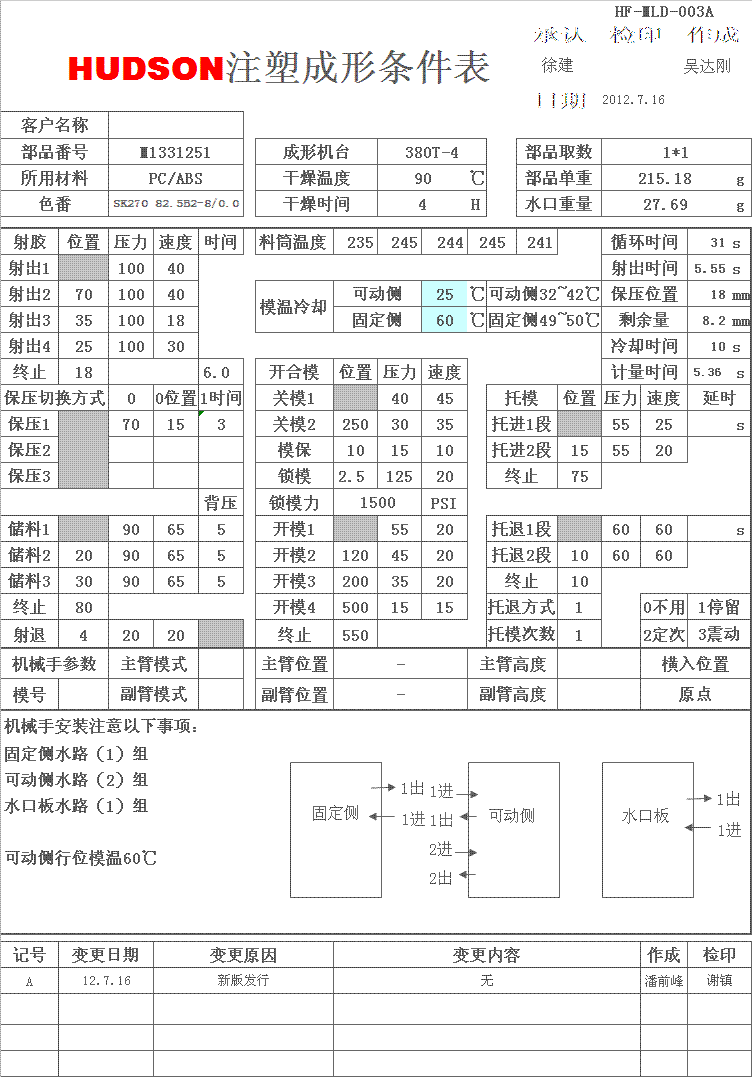 HF-MLD-003A
承认 检印 作成
HUDSON注塑成形条件表
徐建 吴达刚
日期 2012.7.16
客户名称
部品番号 M1331251 成形机台 380T-4 部品取数 1*1
所用材料 PC/ABS 干燥温度 90 ℃ 部品单重 215.18 g
色番 SK270 82.5B2-8/0.0 干燥时间 4 H 水口重量 27.69 g
射胶 位置 压力 速度 时间 料筒温度 235 245 244 245 241 循环时间 31 s
射出1 100 40 射出时间 5.55 s
射出2 70 100 40 模温冷却 可动侧 25 ℃ 可动侧32~42℃ 保压位置 18 mm
射出3 35 100 18 固定侧 60 ℃ 固定侧49~50℃ 剩余量 8.2 mm
射出4 25 100 30 冷却时间 10 s
终止 18 6.0 开合模 位置 压力 速度 计量时间 5.36 s
保压切换方式 0 0位置 1时间 关模1 40 45 托模 位置 压力 速度 延时
保压1 70 15 3 关模2 250 30 35 托进1段 55 25 s
保压2 模保 10 15 10 托进2段 15 55 20
保压3 锁模 2.5 125 20 终止 75
背压 锁模力 1500 PSI
储料1 90 65 5 开模1 55 20 托退1段 60 60 s
储料2 20 90 65 5 开模2 120 45 20 托退2段 10 60 60
储料3 30 90 65 5 开模3 200 35 20 终止 10
终止 80 开模4 500 15 15 托退方式 1 0不用 1停留
射退 4 20 20 终止 550 托模次数 1 2定次 3震动
机械手参数 主臂模式 主臂位置 - 主臂高度 横入位置
模号 副臂模式 副臂位置 - 副臂高度 原点
机械手安装注意以下事项:
固定侧水路（1）组
可动侧水路（2）组
水口板水路（1）组
可动侧行位模温60℃
固定侧 1出 1进
1进 1出 2进 2出 可动侧
水口板 1出 1进
记号 变更日期 变更原因 变更内容 作成 检印
A 12.7.16 新版发行 无 潘前峰 谢镇